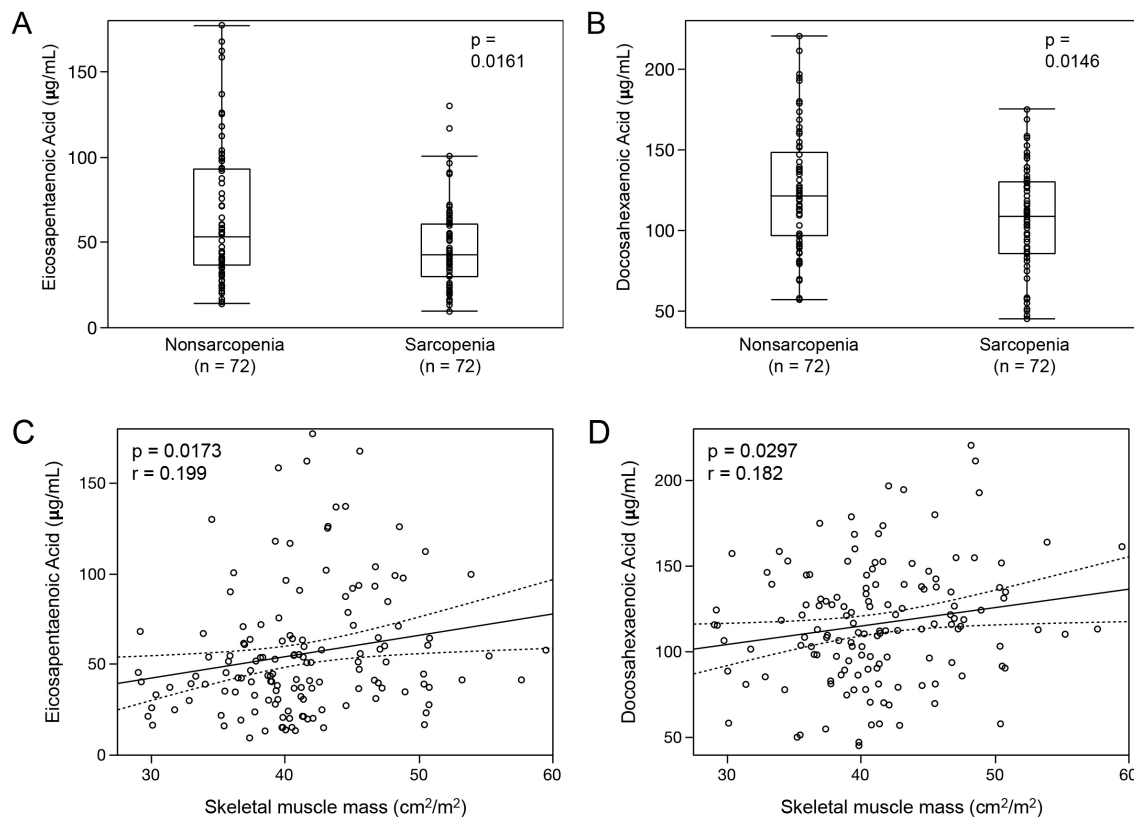 A
Eicosapentaenoic Acid (μg/mL)
150
100
50
0
p =
0.0161
Nonsarcopenia
(n = 72)
Sarcopenia
(n = 72)
B
Docosahexaenoic Acid (μg/mL)
200
150
100
50
p =
0.0146
Nonsarcopenia
(n = 72)
Sarcopenia
(n = 72)
C
Eicosapentaenoic Acid (μg/mL)
p = 0.0173
r = 0.199
150
100
50
0
30 40 50 60
Skeletal muscle mass (cm²/m²)
D
Docosahexaenoic Acid (μg/mL)
p = 0.0297
r = 0.182
200
150
100
50
30 40 50 60
Skeletal muscle mass (cm²/m²)